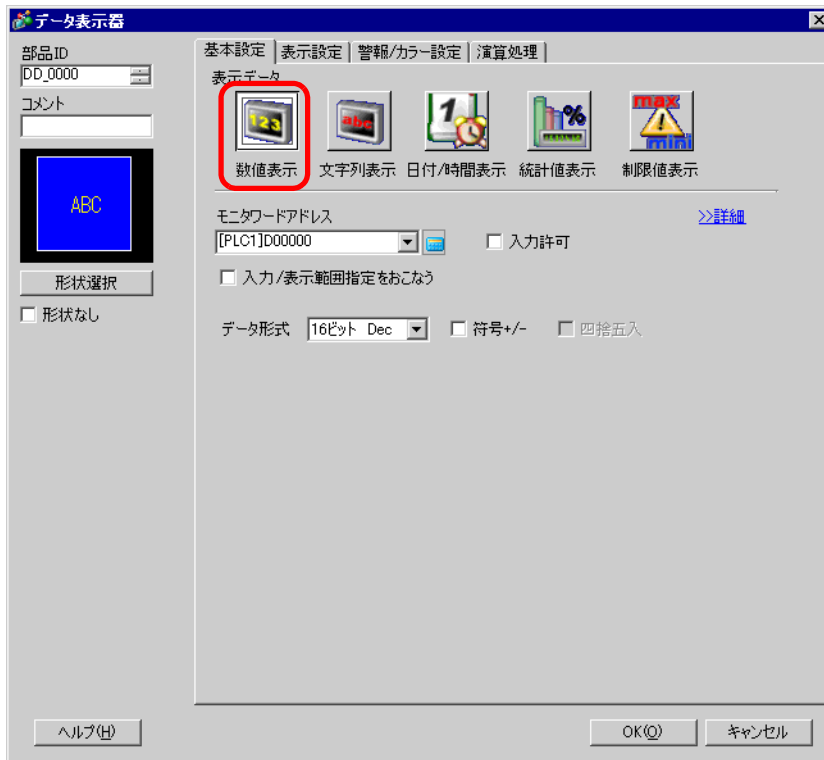 データ表示器
部品ID
DD_0000
コメント
ABC
形状選択
形状なし
基本設定
表示設定
警報/カラー設定
演算処理
表示データ
123
abc
1
%
max
mini
数値表示
文字列表示
日付/時間表示
統計値表示
制限値表示
モニタワードアドレス
>>詳細
[PLC1]D00000
入力許可
入力/表示範囲指定をおこなう
データ形式
16ビット Dec
符号+/-
四捨五入
ヘルプ(H)
OK(O)
キャンセル